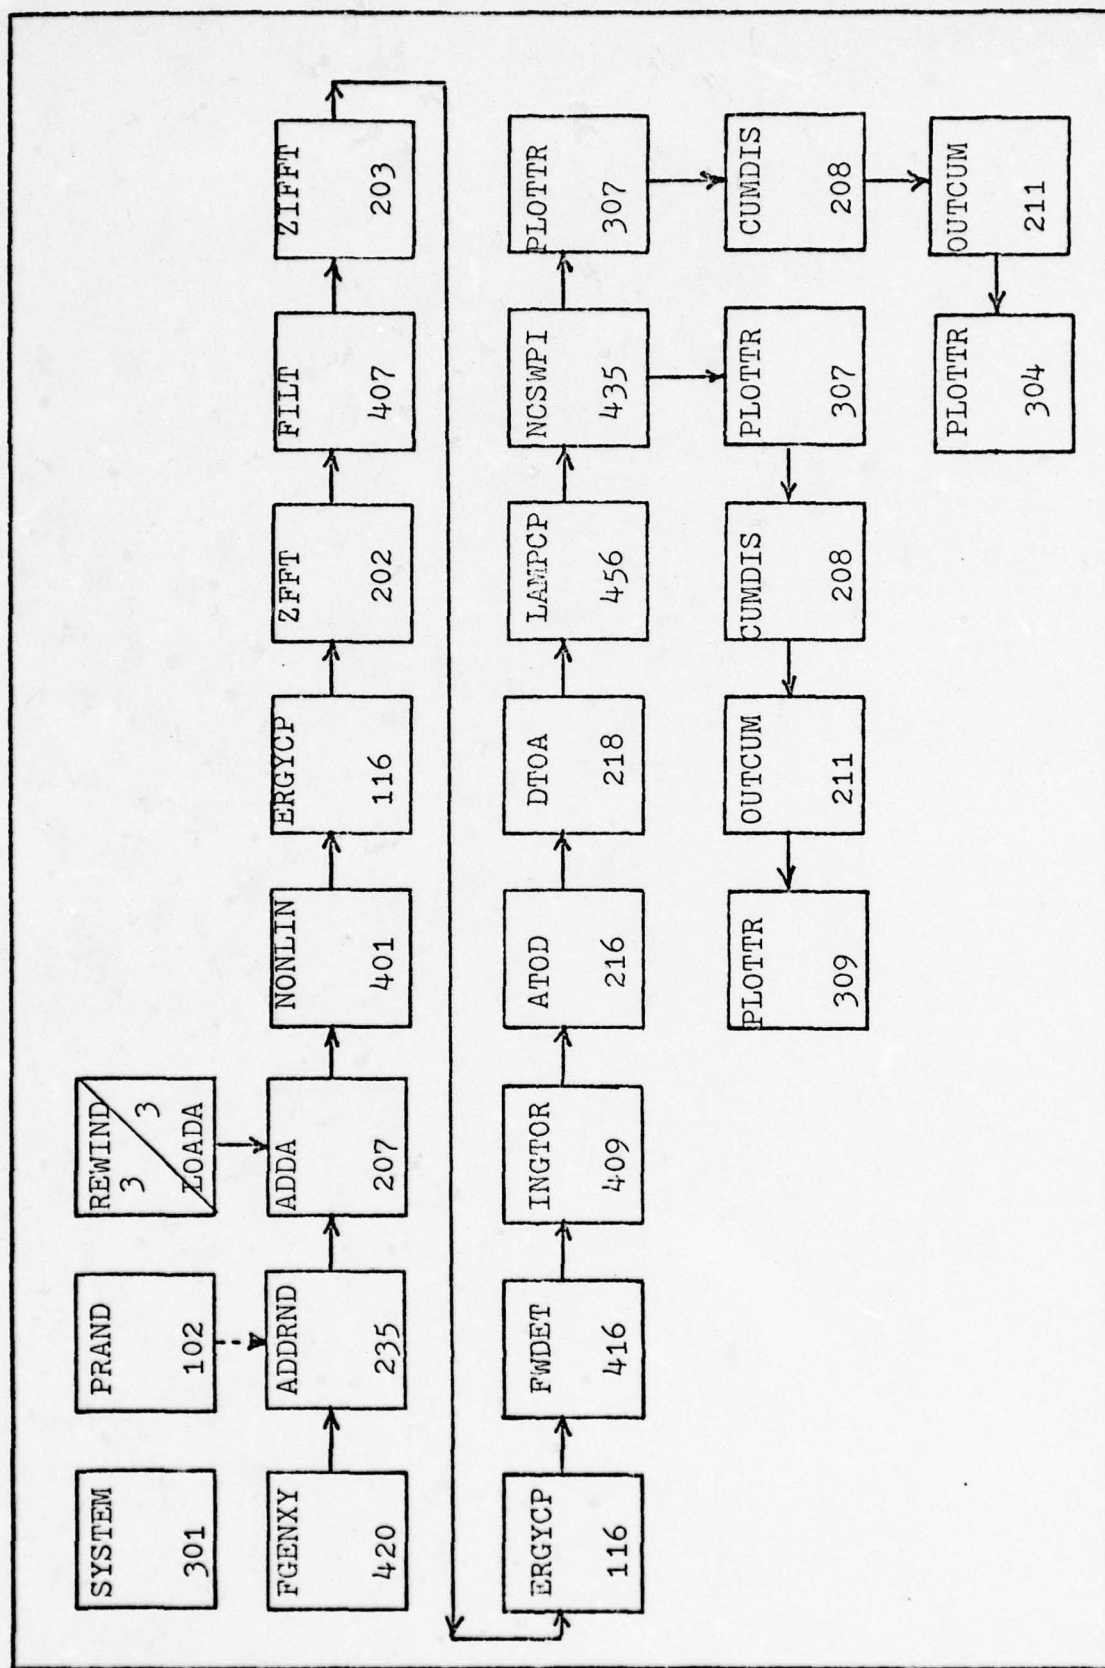 SYSTEM
301
PRAND
102
REWIND
3
3
LOADA
FGENXY
420
ADDRND
235
ADDA
207
NONLIN
401
ERGYCP
116
ZFFT
202
FILT
407
ZIFFT
203
ERGYCP
116
FWDET
416
INGTOR
409
ATOD
216
DTOA
218
LAMPCP
456
NCSWPI
435
PLOTTR
307
PLOTTR
309
OUTCUM
211
CUMDIS
208
PLOTTR
307
CUMDIS
208
PLOTTR
304
OUTCUM
211